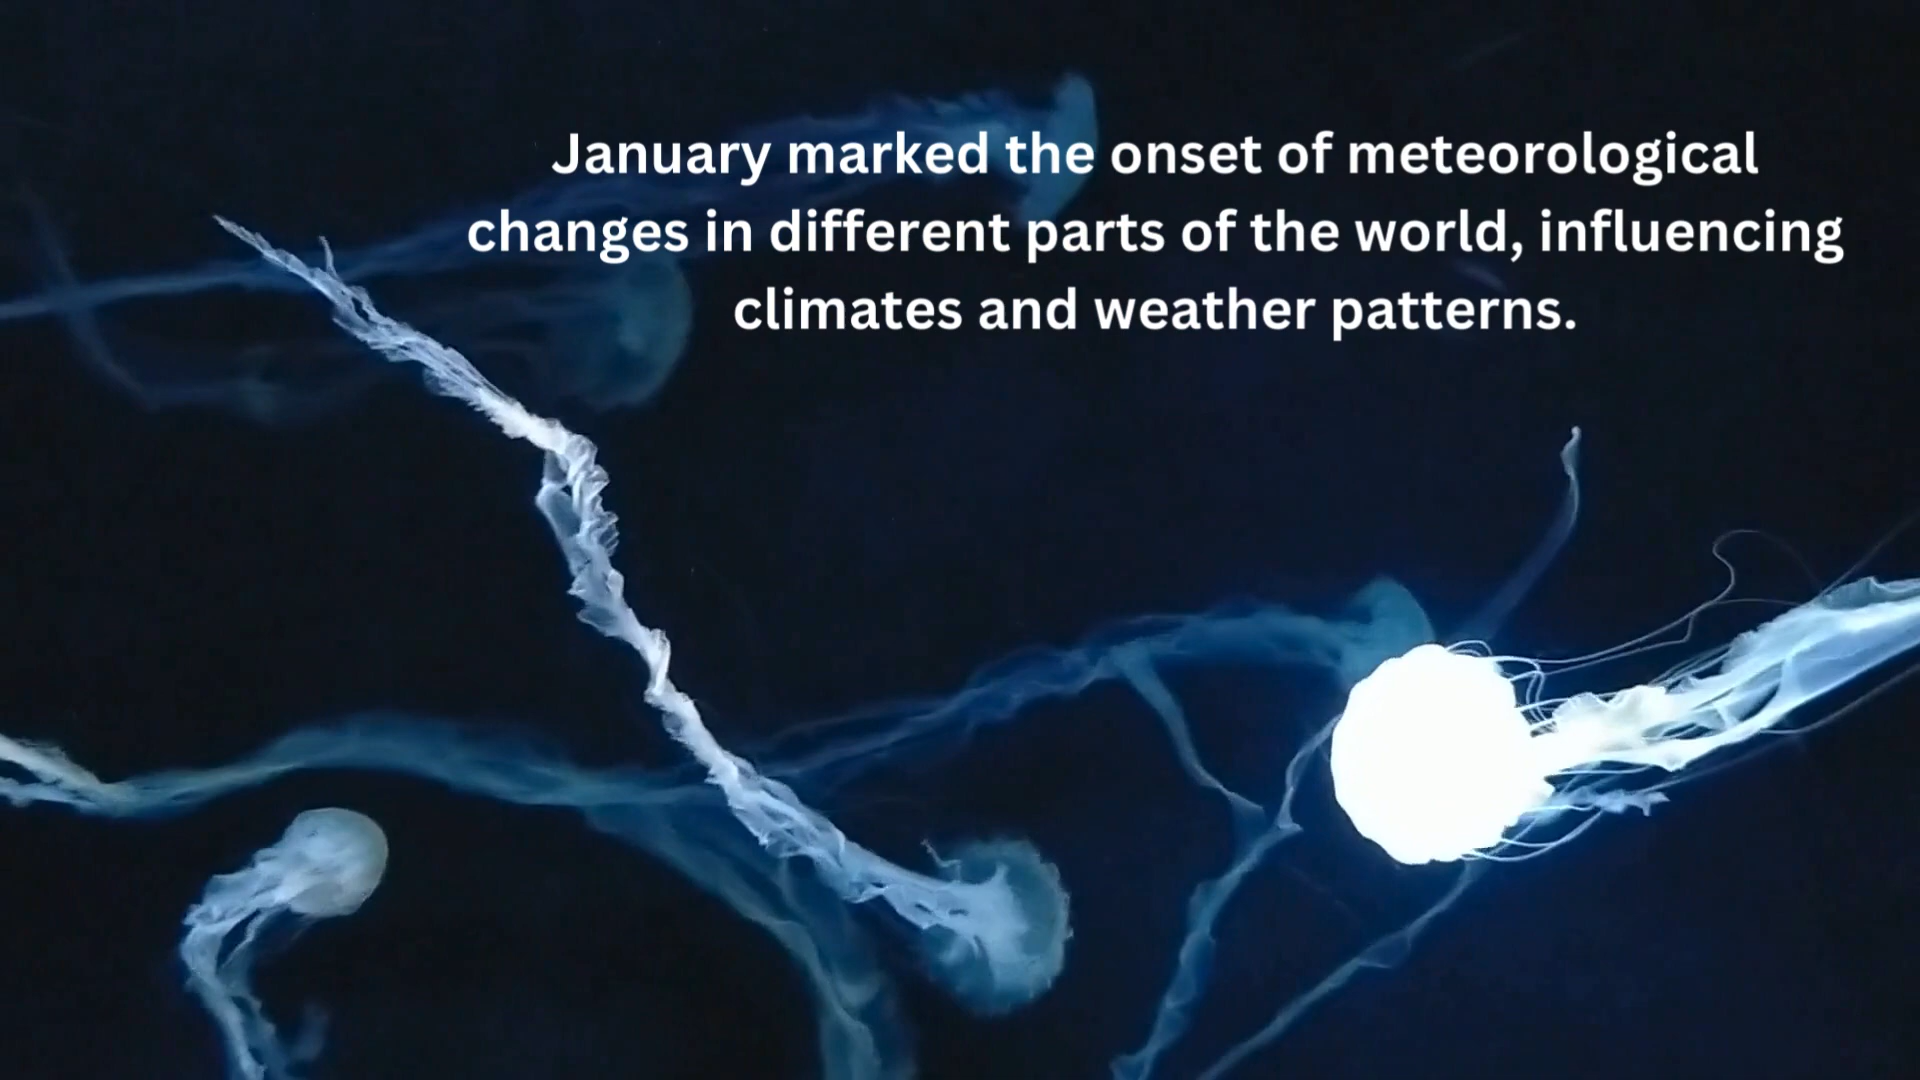 January marked the onset of meteorological
changes in different parts of the world, influencing
climates and weather patterns.